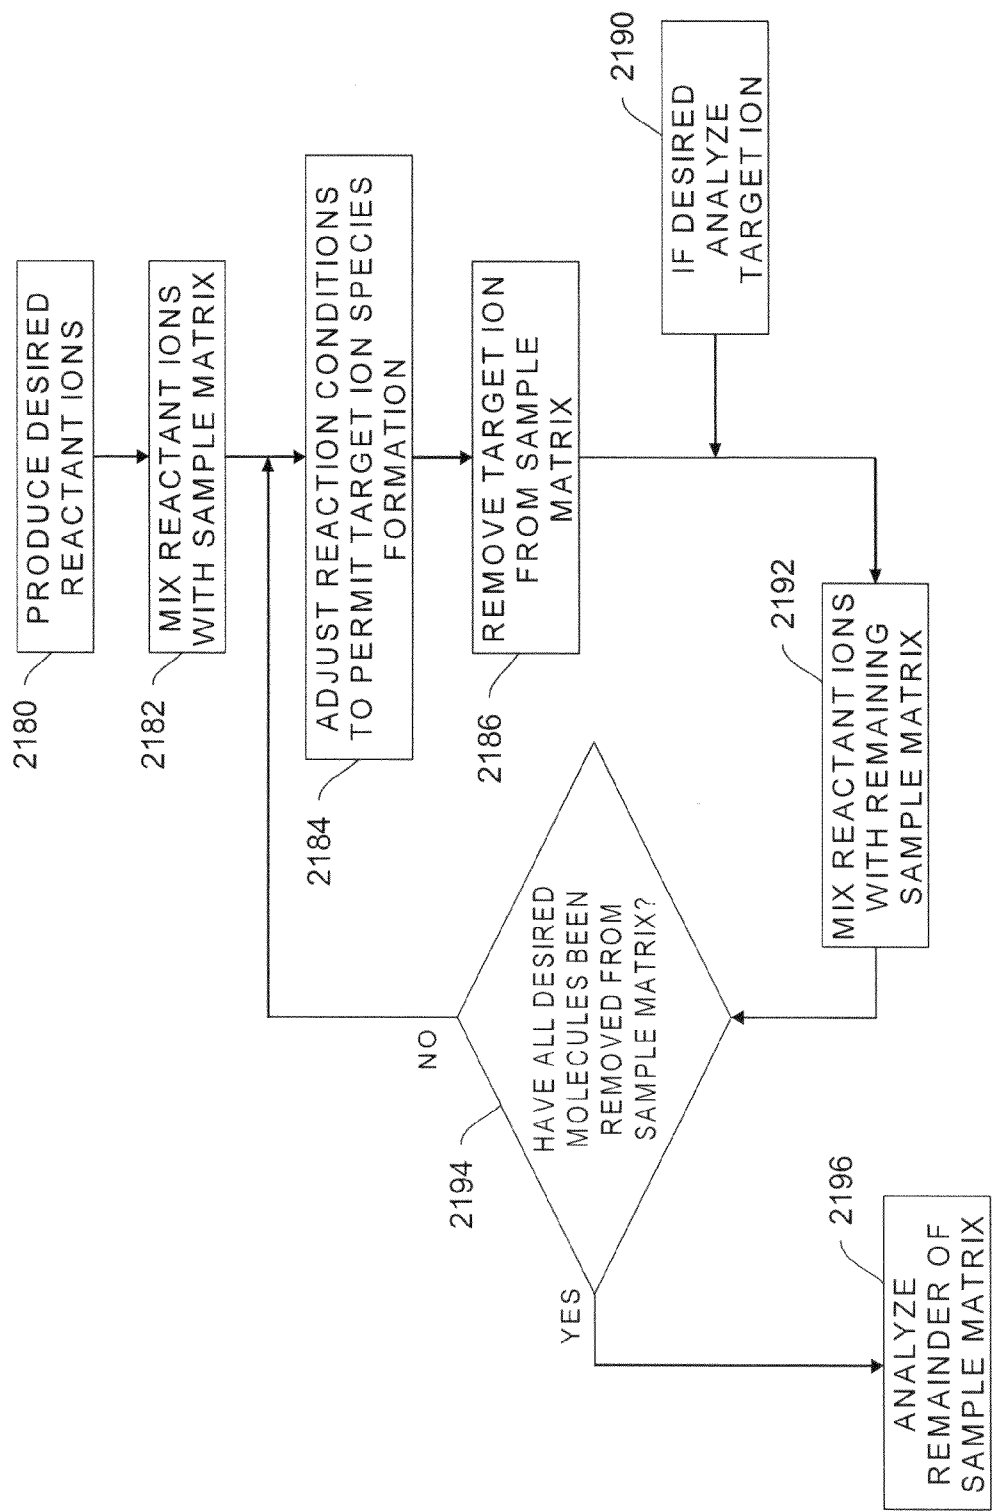 2180
PRODUCE DESIRED
REACTANT IONS
2182
MIX REACTANT IONS
WITH SAMPLE MATRIX
2184
ADJUST REACTION CONDITIONS
TO PERMIT TARGET ION SPECIES
FORMATION
2186
REMOVE TARGET ION
FROM SAMPLE
MATRIX
2190
IF DESIRED
ANALYZE
TARGET ION
2192
MIX REACTANT IONS
WITH REMAINING
SAMPLE MATRIX
2194
HAVE ALL DESIRED
MOLECULES BEEN
REMOVED FROM
SAMPLE MATRIX?
NO
YES
2196
ANALYZE
REMAINDER OF
SAMPLE MATRIX